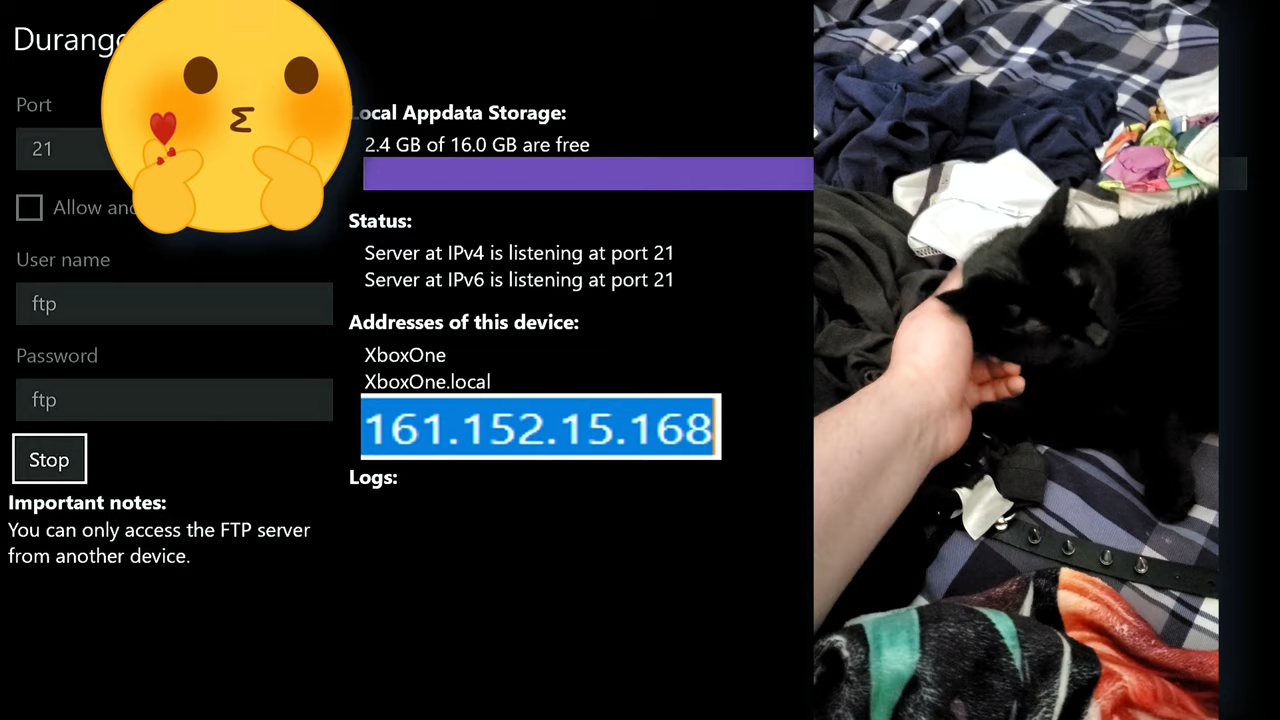 Port
21
Allow
User name
ftp
Password
ftp
Stop
Important notes:
You can only access the FTP server
from another device.
Local Appdata Storage:
2.4 GB of 16.0 GB are free
Status:
Server at IPv4 is listening at port 21
Server at IPv6 is listening at port 21
Addresses of this device:
XboxOne
XboxOne.local
161.152.15.168
Logs: